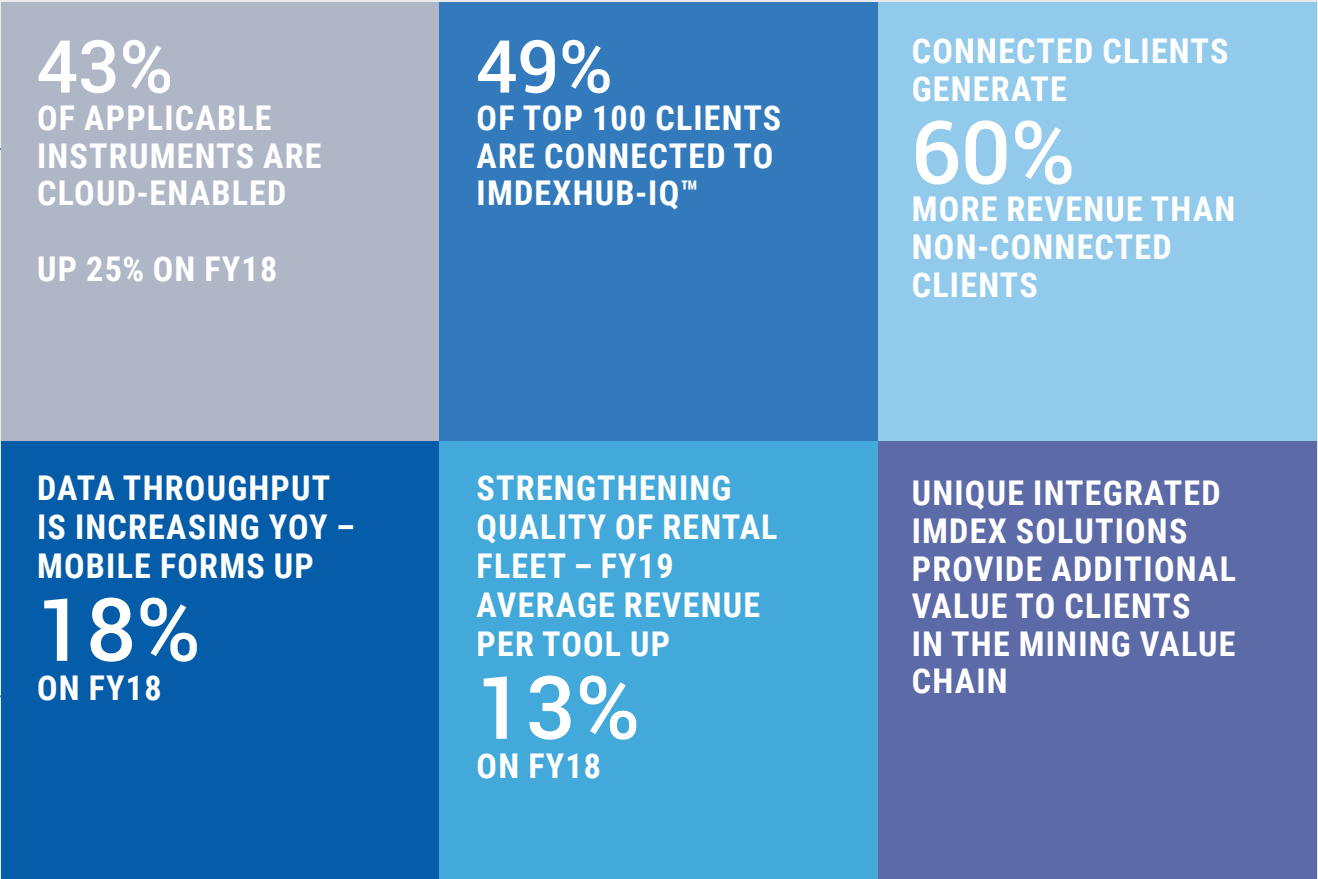 43%
OF APPLICABLE
INSTRUMENTS ARE
CLOUD-ENABLED
UP 25% ON FY18
49%
OF TOP 100 CLIENTS
ARE CONNECTED TO
IMDEXHUB-IQ™
CONNECTED CLIENTS
GENERATE
60%
MORE REVENUE THAN
NON-CONNECTED
CLIENTS
DATA THROUGHPUT
IS INCREASING YOY –
MOBILE FORMS UP
18%
ON FY18
STRENGTHENING
QUALITY OF RENTAL
FLEET – FY19
AVERAGE REVENUE
PER TOOL UP
13%
ON FY18
UNIQUE INTEGRATED
IMDEX SOLUTIONS
PROVIDE ADDITIONAL
VALUE TO CLIENTS
IN THE MINING VALUE
CHAIN